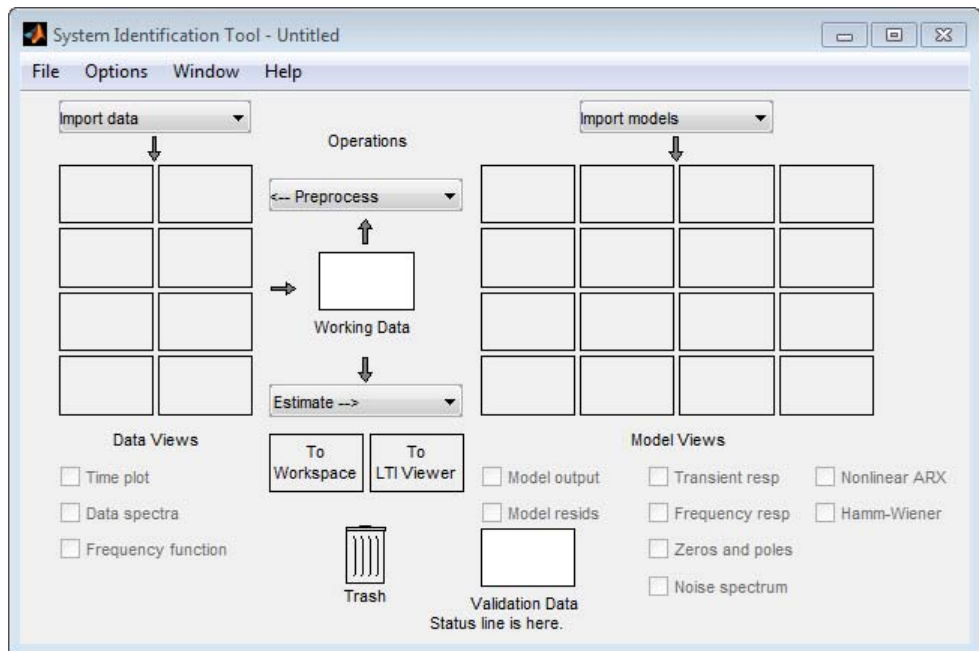 System Identification Tool - Untitled
File Options Window Help
Import data
Operations
Import models
<-- Preprocess
Working Data
Estimate -->
Data Views
Time plot
Data spectra
Frequency function
To
Workspace
To
LTI Viewer
Trash
Model Views
Model output
Model resids
Transient resp
Frequency resp
Zeros and poles
Noise spectrum
Nonlinear ARX
Hamm-Wiener
Validation Data
Status line is here.